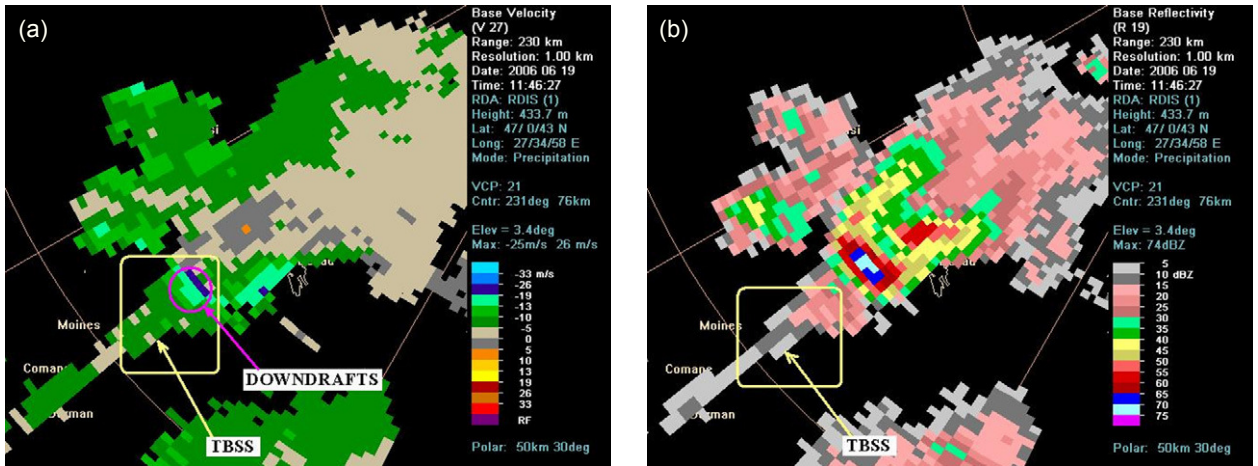 (a)
Base Velocity
(V 27)
Range: 230 km
Resolution: 1.00 km
Date: 2006 06 19
Time: 11:46:27
RDA: RDIS (1)
Height: 433.7 m
Lat: 47/ 0/43 N
Long: 27/34/58 E
Mode: Precipitation
VCP: 21
Cntr: 231deg 76km
Elev = 3.4deg
Max: -25m/s 26 m/s
-33 m/s
-26
-19
-13
-10
-5
0
5
10
13
19
26
33
RF
Polar: 50km 30deg
si
au
Moines
Coman
DOWNDRAFTS
TBSS
(b)
Base Reflectivity
(R 19)
Range: 230 km
Resolution: 1.00 km
Date: 2006 06 19
Time: 11:46:27
RDA: RDIS (1)
Height: 433.7 m
Lat: 47/ 0/43 N
Long: 27/34/58 E
Mode: Precipitation
VCP: 21
Cntr: 231deg 76km
Elev = 3.4deg
Max: 74dBZ
5
10 dBZ
15
20
25
30
35
40
45
50
55
60
65
70
75
Polar: 50km 30deg
si
au
Moines
Coman
TBSS